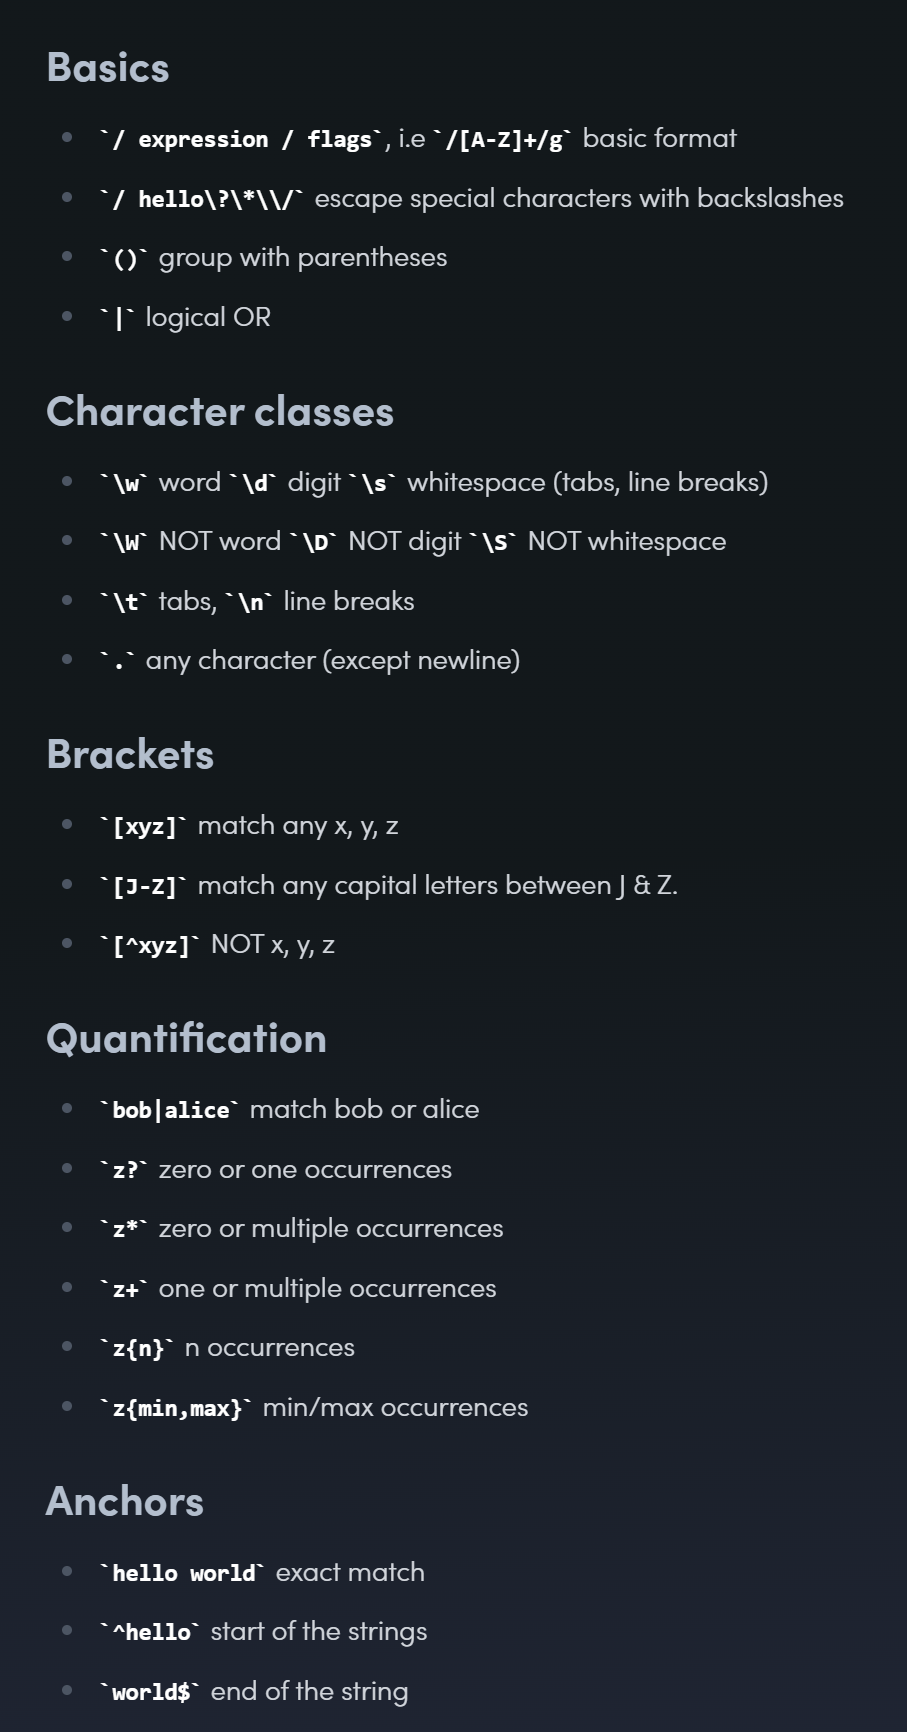 Basics
`/ expression / flags`, i.e `/[A-Z]+/g` basic format
`/ hello\?\*\\/` escape special characters with backslashes
`()` group with parentheses
`|` logical OR
Character classes
`\w` word `\d` digit `\s` whitespace (tabs, line breaks)
`\W` NOT word `\D` NOT digit `\S` NOT whitespace
`\t` tabs, `\n` line breaks
`.` any character (except newline)
Brackets
`[xyz]` match any x, y, z
`[J-Z]` match any capital letters between J & Z.
`[^xyz]` NOT x, y, z
Quantification
`bob|alice` match bob or alice
`z?` zero or one occurrences
`z*` zero or multiple occurrences
`z+` one or multiple occurrences
`z{n}` n occurrences
`z{min,max}` min/max occurrences
Anchors
`hello world` exact match
`^hello` start of the strings
`world$` end of the string